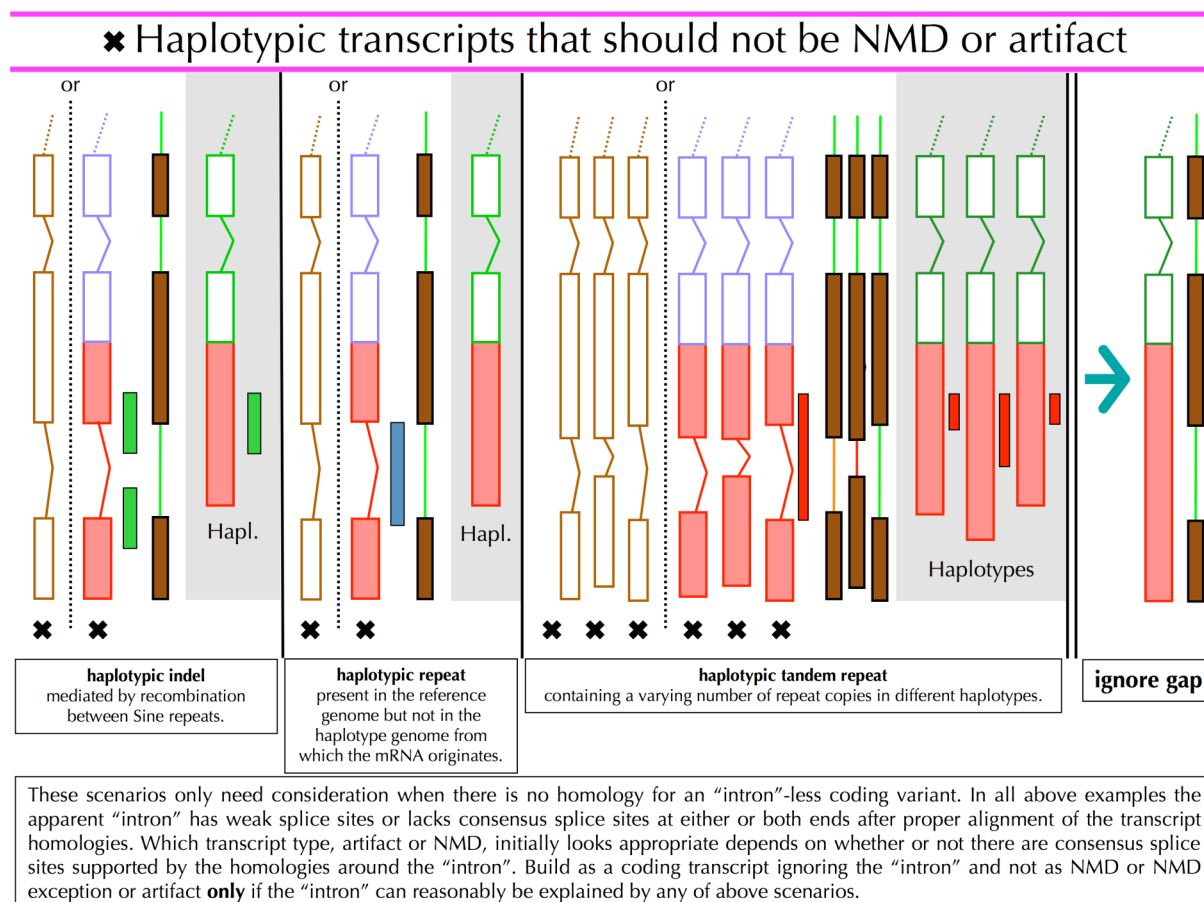 ✖ Haplotypic transcripts that should not be NMD or artifact
or
or
or
Hapl.
Hapl.
Haplotypes
haplotypic indel
mediated by recombination
between Sine repeats.
haplotypic repeat
present in the reference
genome but not in the
haplotype genome from
which the mRNA originates.
haplotypic tandem repeat
containing a varying number of repeat copies in different haplotypes.
ignore gap
These scenarios only need consideration when there is no homology for an “intron”-less coding variant. In all above examples the
apparent “intron” has weak splice sites or lacks consensus splice sites at either or both ends after proper alignment of the transcript
homologies. Which transcript type, artifact or NMD, initially looks appropriate depends on whether or not there are consensus splice
sites supported by the homologies around the “intron”. Build as a coding transcript ignoring the “intron” and not as NMD or NMD
exception or artifact only if the “intron” can reasonably be explained by any of above scenarios.